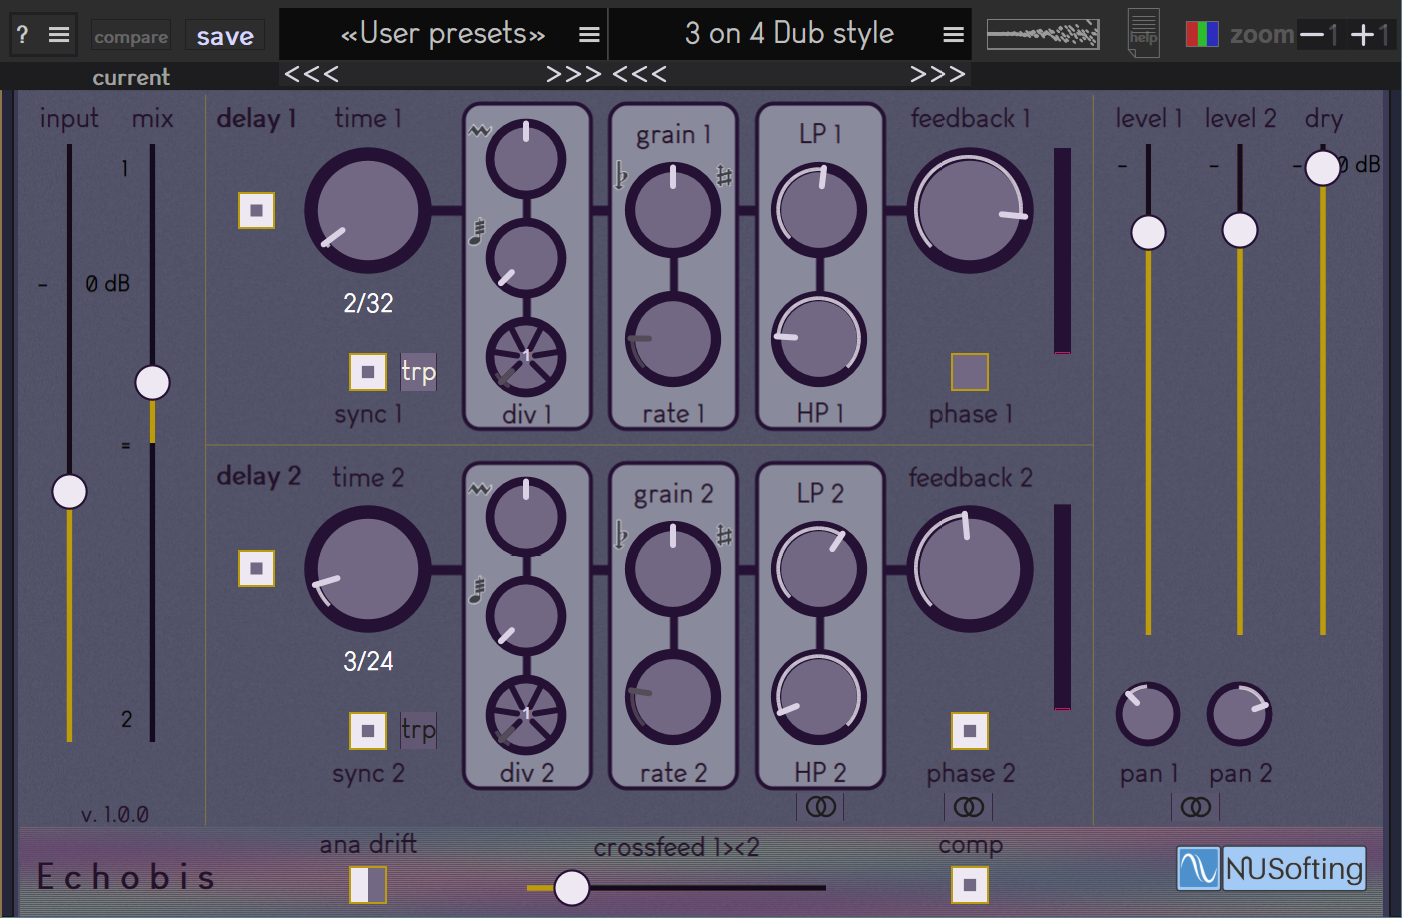 ? compare save «User presets» 3 on 4 Dub style help zoom 1 1
current <<< >>> <<< >>>
input mix delay 1 time 1 grain 1 LP 1 feedback 1 level 1 level 2 dry
1 - - - 0 dB
- 0 dB
2/32
1
trp
sync 1 div 1 rate 1 HP 1 phase 1
=
delay 2 time 2 grain 2 LP 2 feedback 2
3/24
1
2 trp
sync 2 div 2 rate 2 HP 2 phase 2 pan 1 pan 2
v. 1.0.0
ana drift crossfeed 1><2 comp
Echobis NUSofting